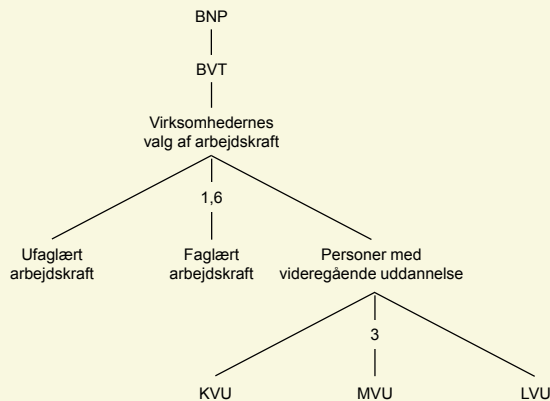 BNP
BVT
Virksomhedernes
valg af arbejdskraft
1,6
Ufaglært
arbejdskraft
Faglært
arbejdskraft
Personer med
videregående uddannelse
3
KVU
MVU
LVU